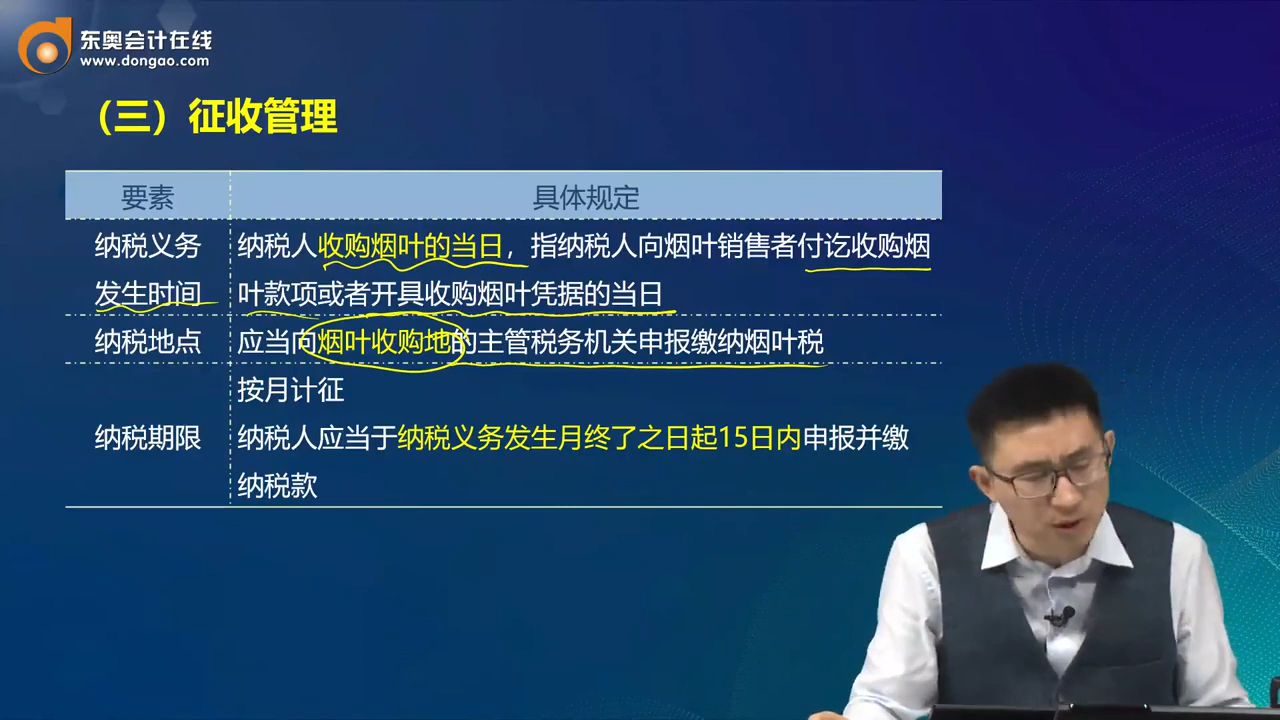 东奥会计在线
www.dongao.com
（三）征收管理
要素
具体规定
纳税义务
发生时间
纳税人收购烟叶的当日，指纳税人向烟叶销售者付讫收购烟
叶款项或者开具收购烟叶凭据的当日
纳税地点
应当向烟叶收购地的主管税务机关申报缴纳烟叶税
纳税期限
按月计征
纳税人应当于纳税义务发生月终了之日起15日内申报并缴
纳税款